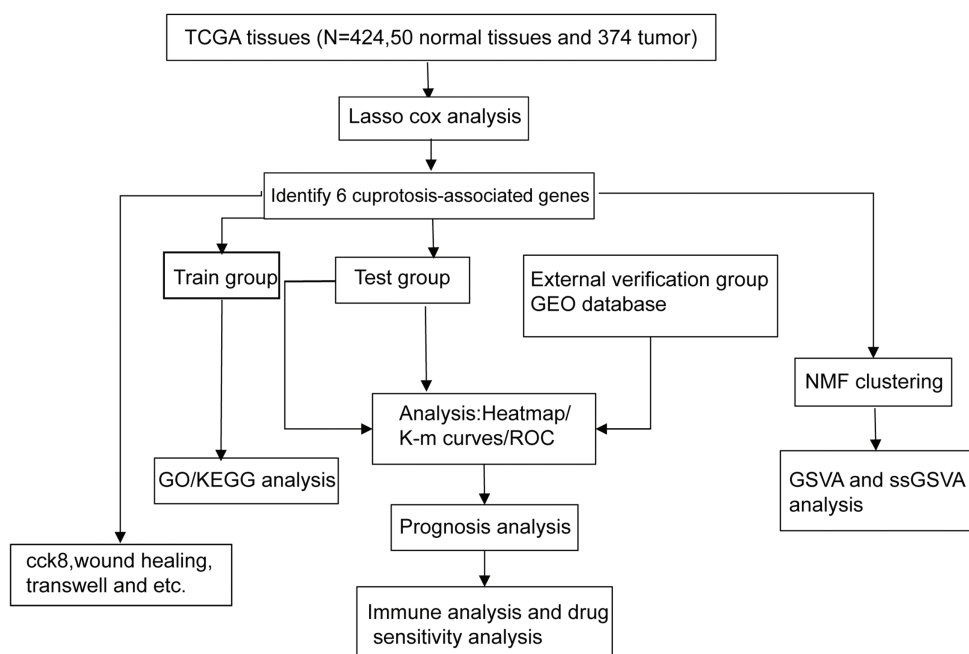 TCGA tissues (N=424,50 normal tissues and 374 tumor)
Lasso cox analysis
Identify 6 cuprotosis-associated genes
Train group
Test group
External verification group
GEO database
NMF clustering
Analysis:Heatmap/
K-m curves/ROC
GO/KEGG analysis
GSVA and ssGSVA
analysis
Prognosis analysis
cck8,wound healing,
transwell and etc.
Immune analysis and drug
sensitivity analysis